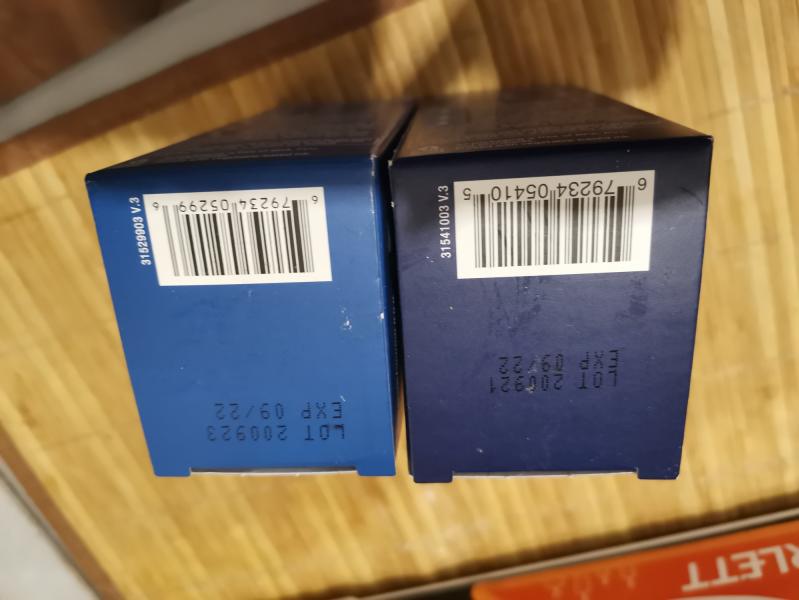 31529903 V.3
6 79234 05299 6
LOT 200923
EXP 09/22
31541003 V.3
6 79234 05410 5
LOT 200921
EXP 09/22
RLETT